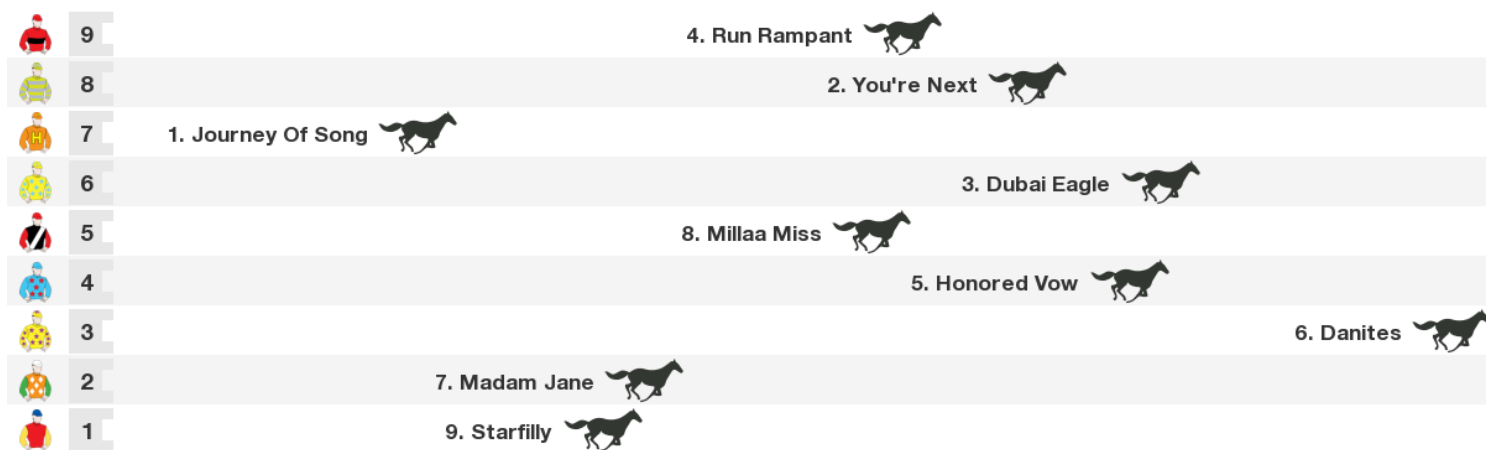 9 4. Run Rampant
8 2. You're Next
7 1. Journey Of Song
H
6 3. Dubai Eagle
5 8. Millaa Miss
4 5. Honored Vow
3 6. Danites
2 7. Madam Jane
1 9. Starfilly